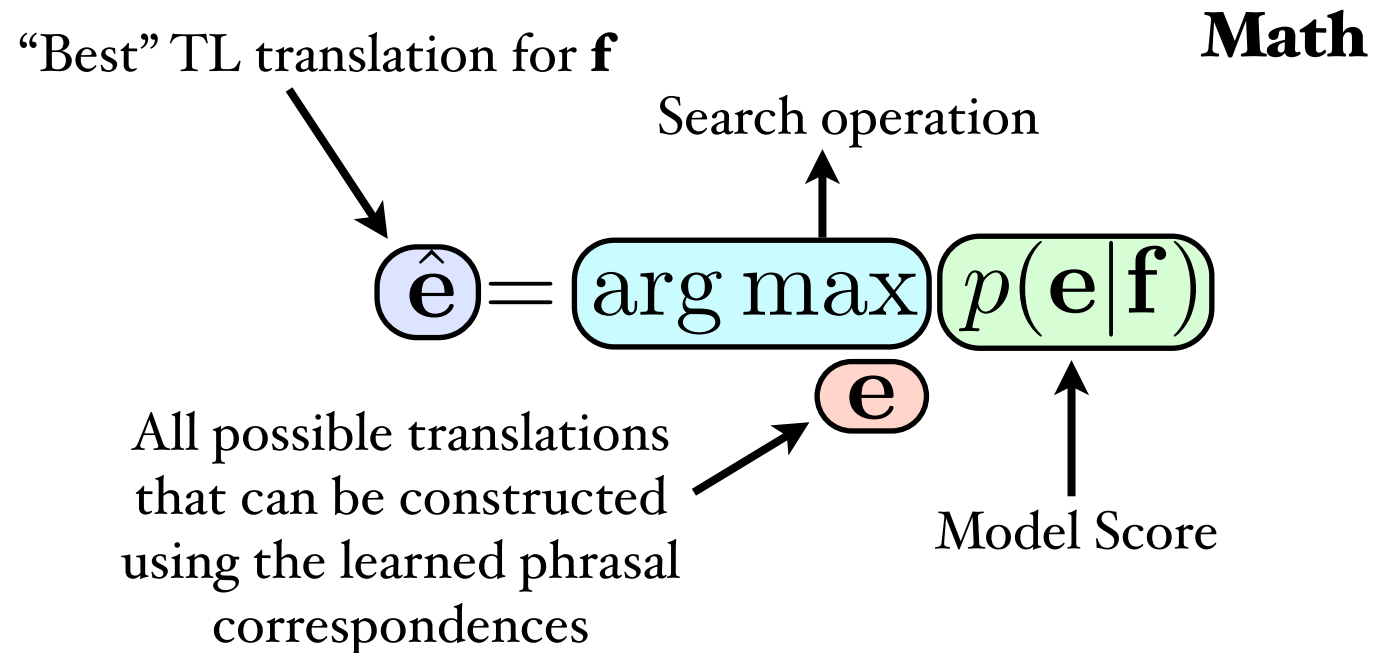 Math
“Best” TL translation for f
Search operation
ê = arg max p(e|f)
e
All possible translations
that can be constructed
using the learned phrasal
correspondences
Model Score